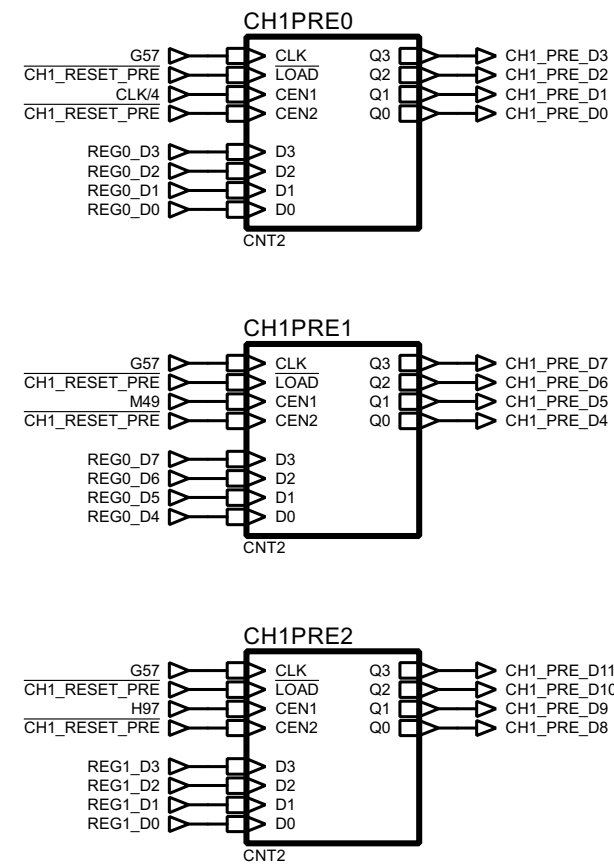 CH1PRE0
G57 CLK Q3 CH1_PRE_D3
CH1_RESET_PRE LOAD Q2 CH1_PRE_D2
CLK/4 CEN1 Q1 CH1_PRE_D1
CH1_RESET_PRE CEN2 Q0 CH1_PRE_D0
REG0_D3 D3
REG0_D2 D2
REG0_D1 D1
REG0_D0 D0
CNT2
CH1PRE1
G57 CLK Q3 CH1_PRE_D7
CH1_RESET_PRE LOAD Q2 CH1_PRE_D6
M49 CEN1 Q1 CH1_PRE_D5
CH1_RESET_PRE CEN2 Q0 CH1_PRE_D4
REG0_D7 D3
REG0_D6 D2
REG0_D5 D1
REG0_D4 D0
CNT2
CH1PRE2
G57 CLK Q3 CH1_PRE_D11
CH1_RESET_PRE LOAD Q2 CH1_PRE_D10
H97 CEN1 Q1 CH1_PRE_D9
CH1_RESET_PRE CEN2 Q0 CH1_PRE_D8
REG1_D3 D3
REG1_D2 D2
REG1_D1 D1
REG1_D0 D0
CNT2